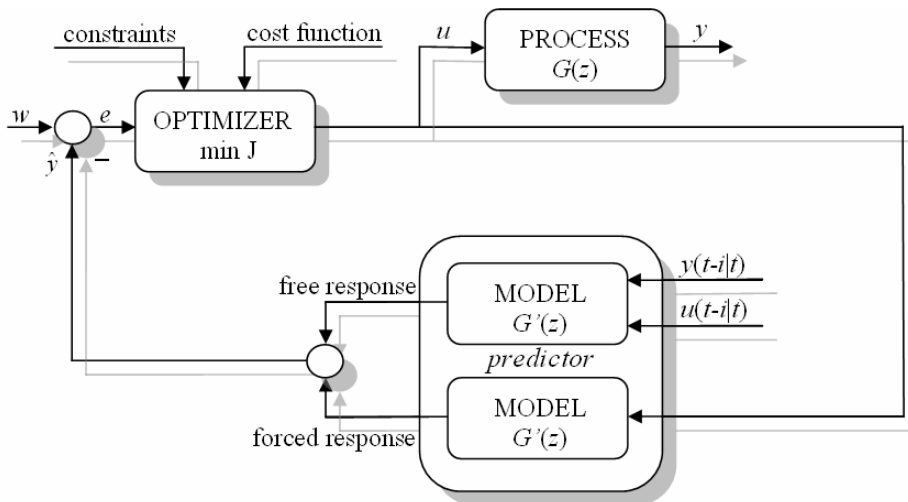 constraints
cost function
u
PROCESS
G(z)
y
w
e
OPTIMIZER
min J
ŷ
–
free response
MODEL
G’(z)
y(t-i|t)
u(t-i|t)
predictor
MODEL
G’(z)
forced response